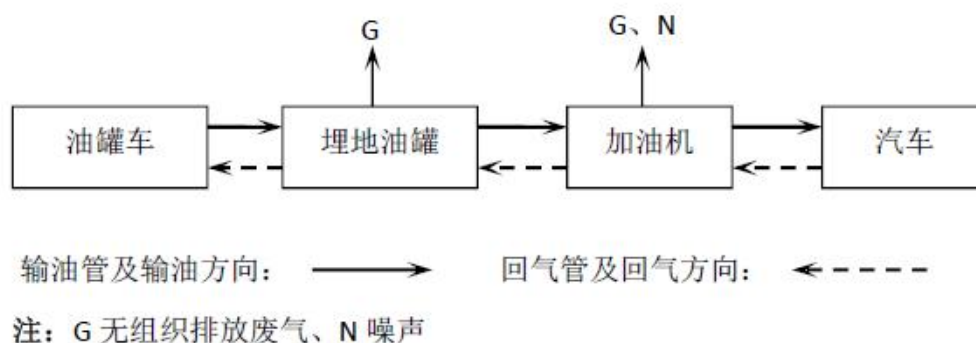 G
G、N
油罐车
埋地油罐
加油机
汽车
输油管及输油方向：
回气管及回气方向：
注：G 无组织排放废气、N 噪声